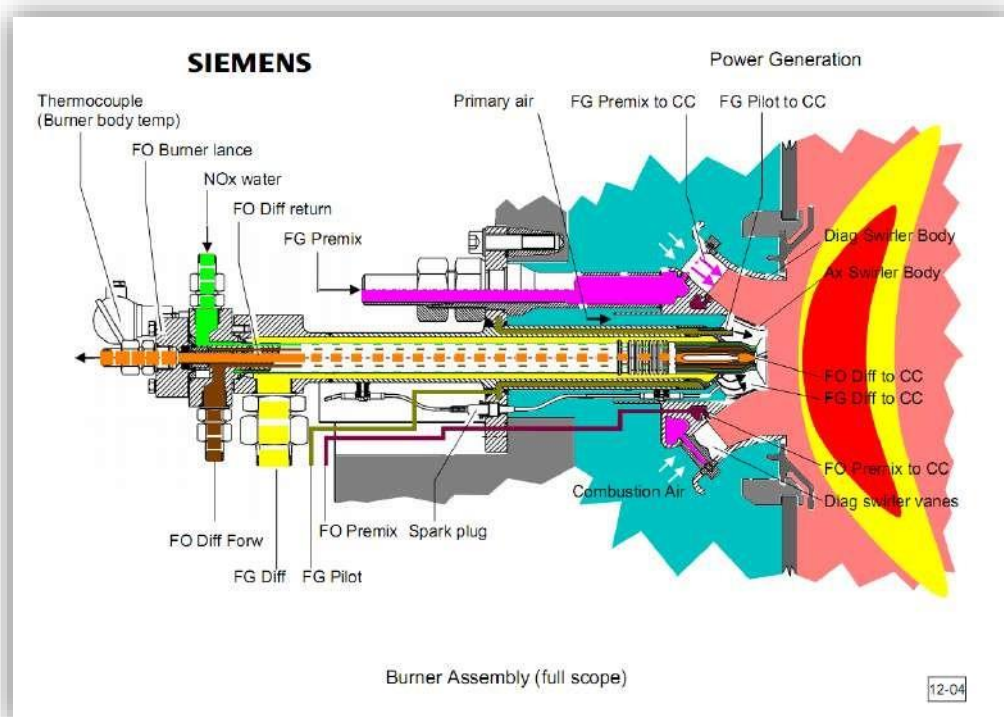 SIEMENS
Power Generation
Thermocouple
(Burner body temp)
Primary air
FG Premix to CC
FG Pilot to CC
FO Burner lance
NOx water
FO Diff return
FG Premix
Diag Swirler Body
Ax Swirler Body
FO Diff to CC
FG Diff to CC
FO Premix to CC
Combustion Air
Diag swirler vanes
FO Premix
Spark plug
FO Diff Forw
FG Diff
FG Pilot
Burner Assembly (full scope)
12-04